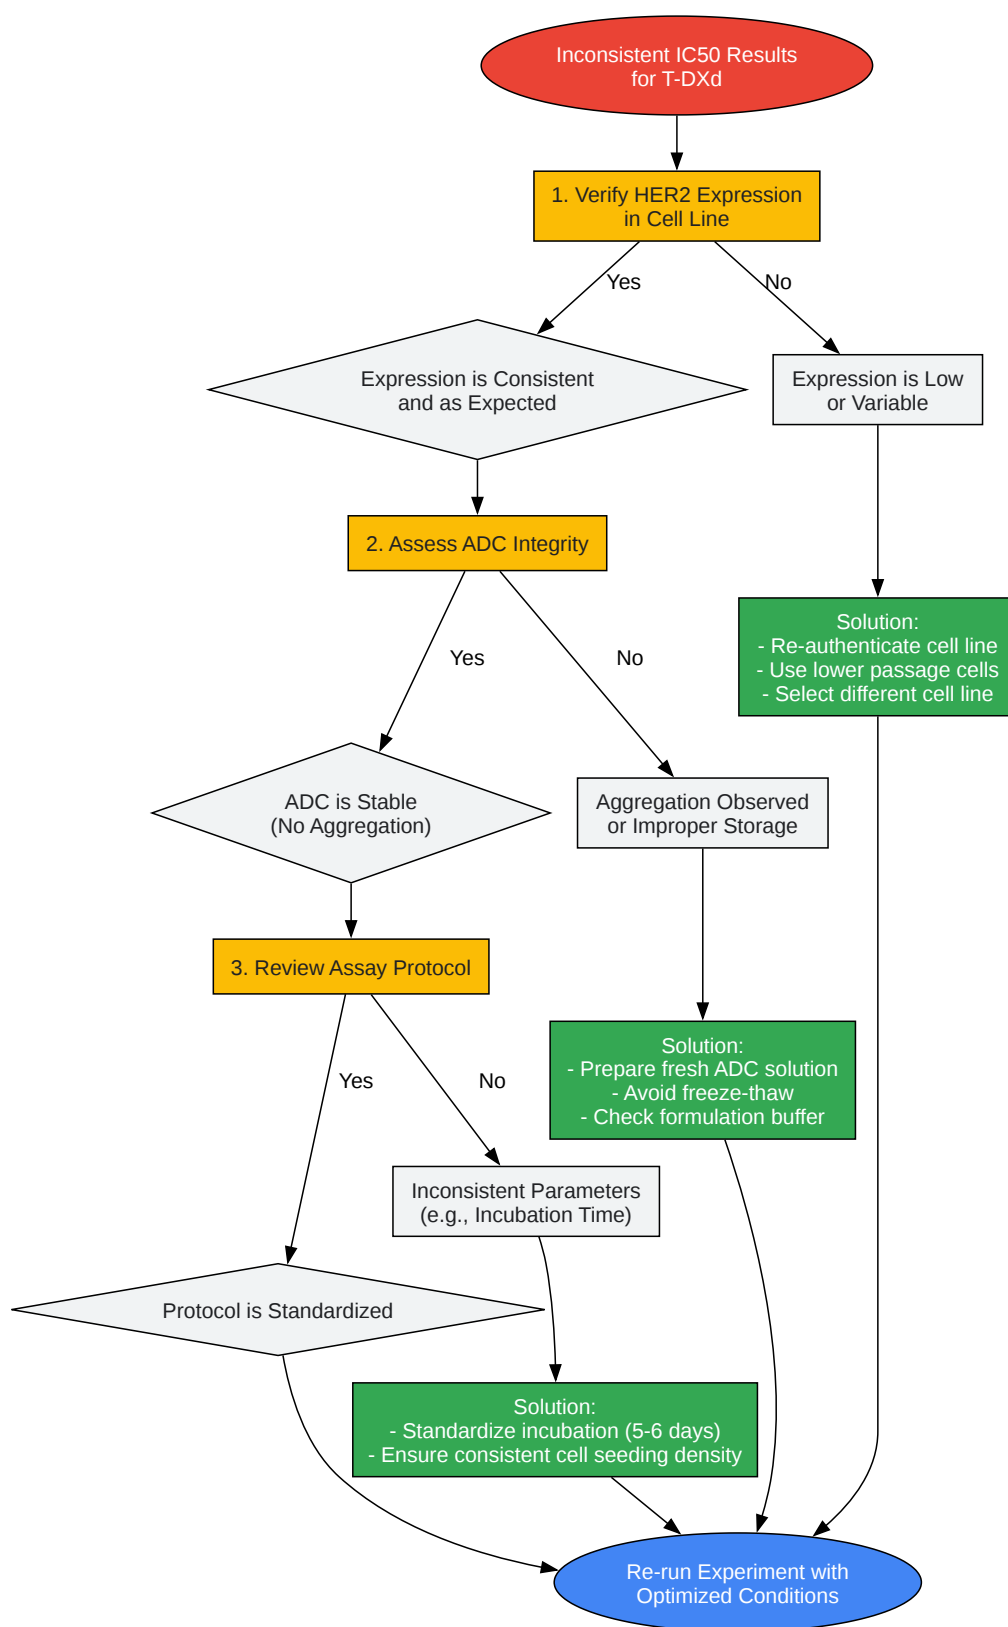 Inconsistent IC50 Results
for T-DXd
1. Verify HER2 Expression
in Cell Line
Yes
No
Expression is Consistent
and as Expected
Expression is Low
or Variable
2. Assess ADC Integrity
Solution:
- Re-authenticate cell line
- Use lower passage cells
- Select different cell line
Yes
No
ADC is Stable
(No Aggregation)
Aggregation Observed
or Improper Storage
3. Review Assay Protocol
Solution:
- Prepare fresh ADC solution
- Avoid freeze-thaw
- Check formulation buffer
Yes
No
Inconsistent Parameters
(e.g., Incubation Time)
Protocol is Standardized
Solution:
- Standardize incubation (5-6 days)
- Ensure consistent cell seeding density
Re-run Experiment with
Optimized Conditions